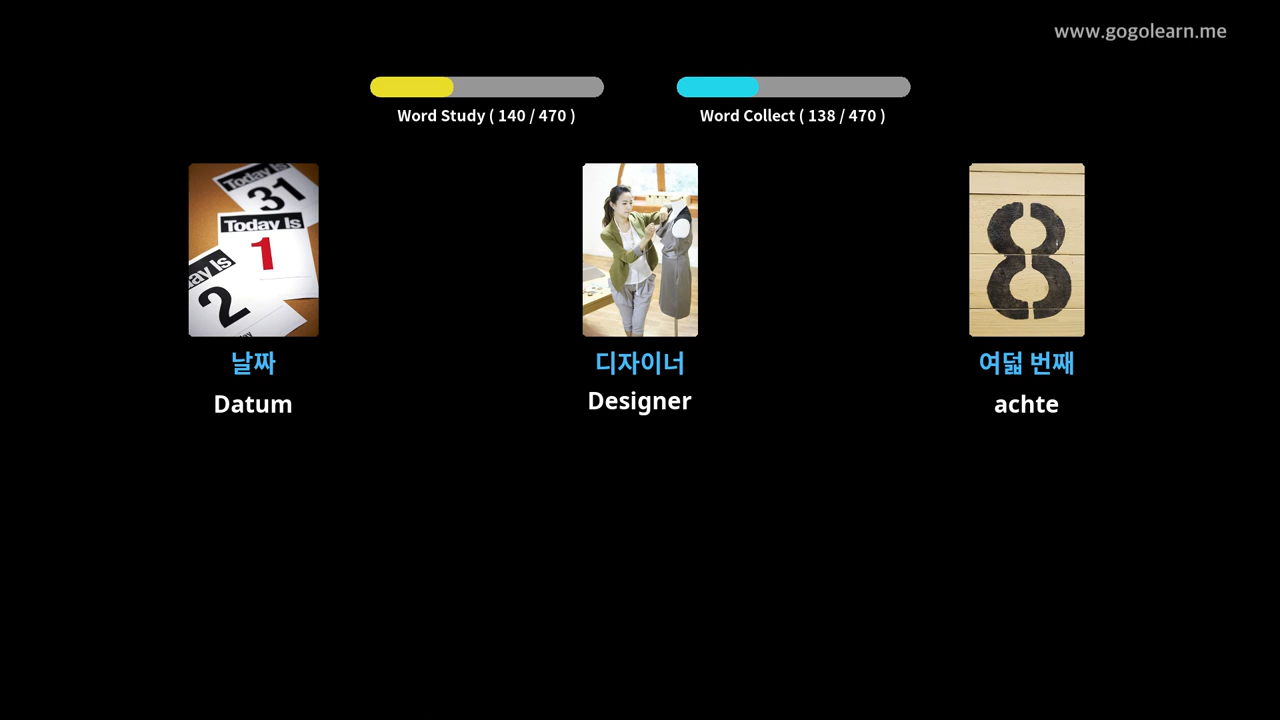 www.gogolearn.me
Word Study ( 140 / 470 )
Word Collect ( 138 / 470 )
Today Is
31
Today Is
1
ay Is
2
8
날짜
디자이너
여덟 번째
Datum
Designer
achte